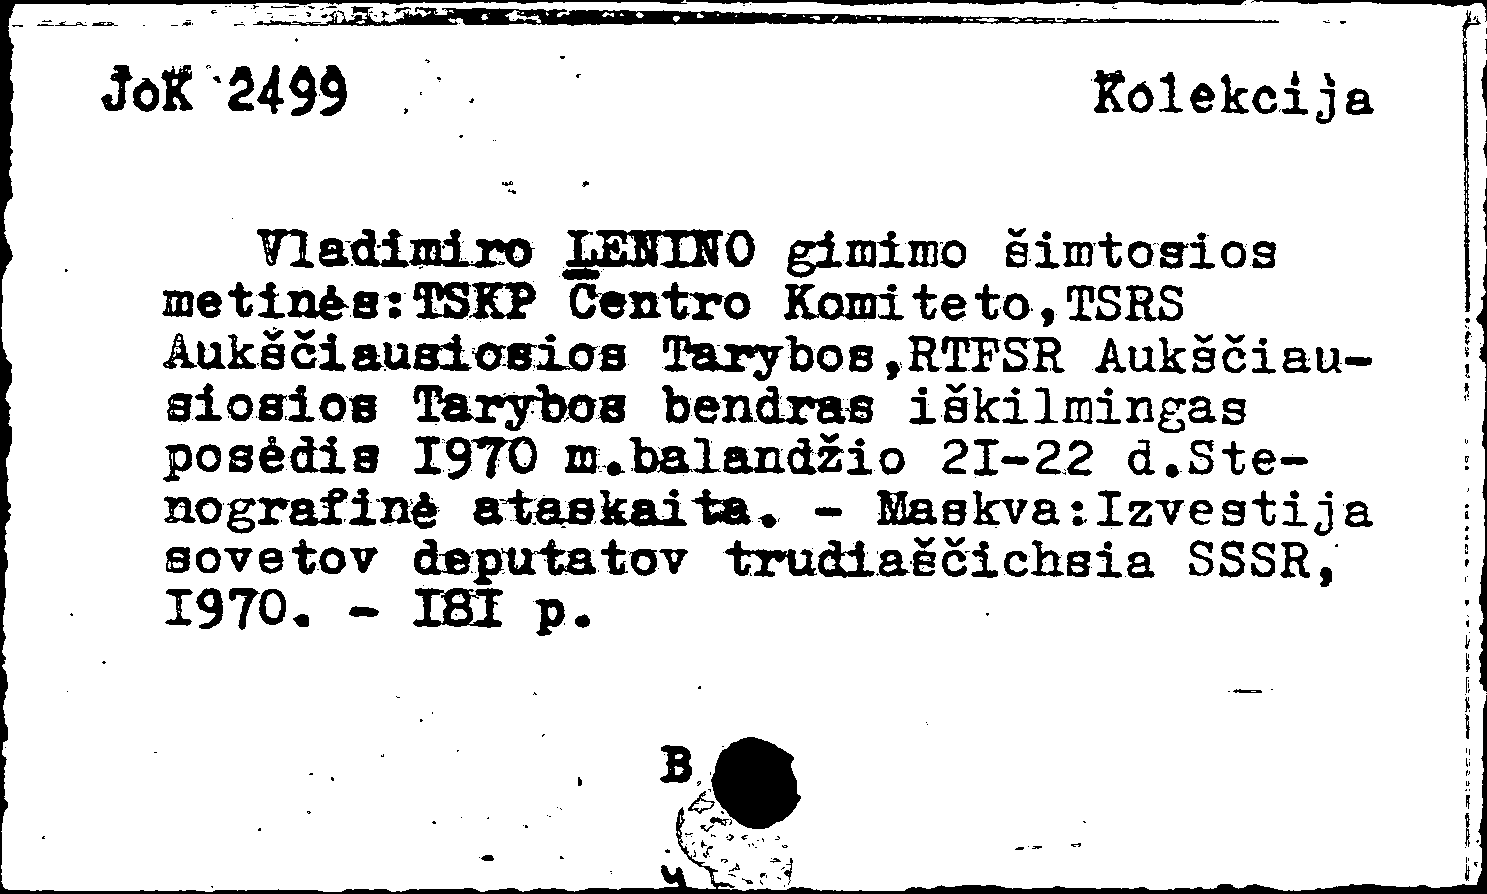 JoK 2499 Kolekcija
Vladimiro LENINO gimimo šimtosios
metinės:TSKP Centro Komiteto,TSRS
Aukščiausiosios Tarybos,RTFSR Aukščiau-
siosios Tarybos bendras iškilmingas
posėdis I970 m.balandžio 2I-22 d.Ste-
nografinė ataskaita. - Maskva:Izvestija
sovetov deputatov trudiaščichsia SSSR,
I970. - I8I p.
B